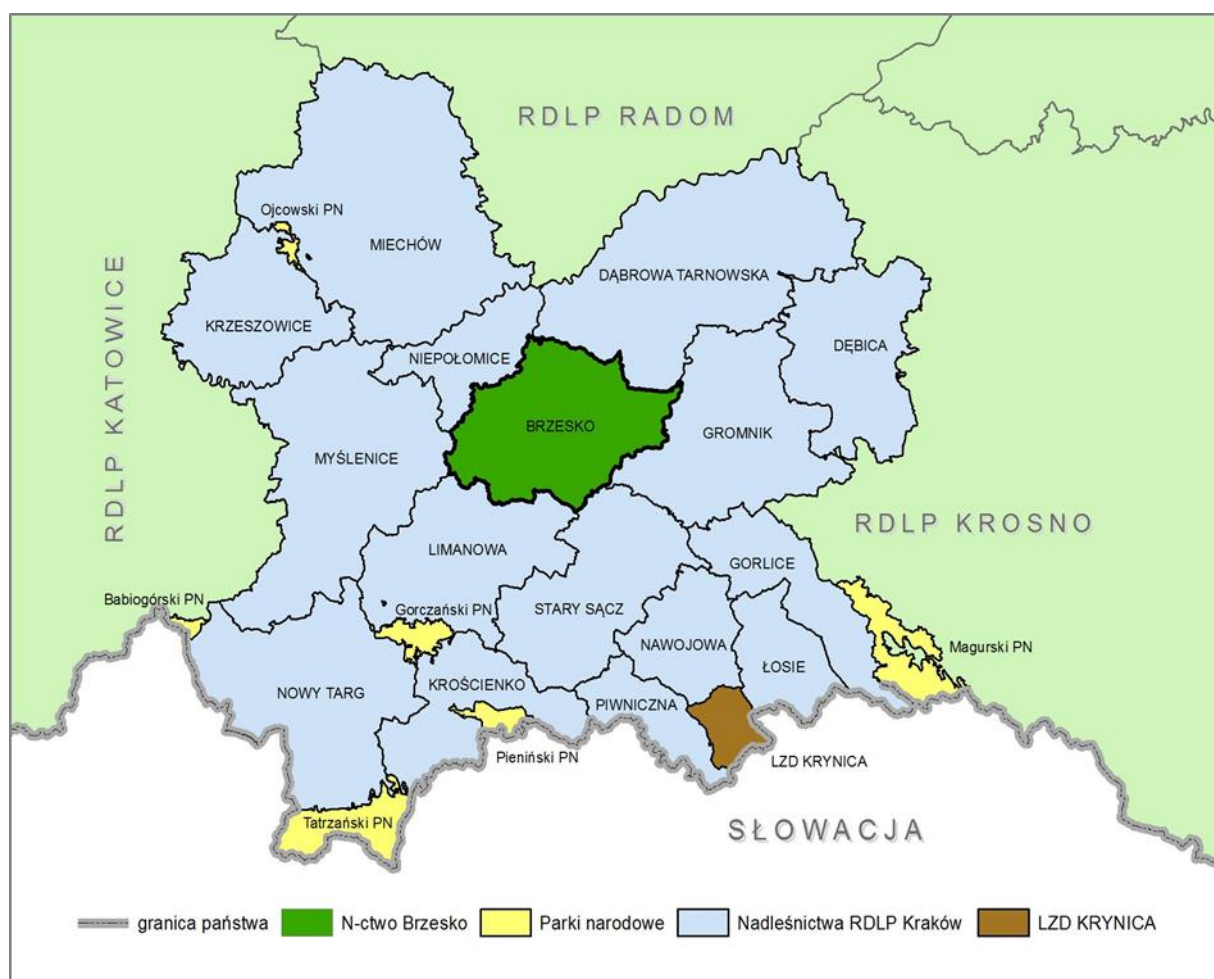 RDLP RADOM
Ojcowski PN
MIECHÓW
DĄBROWA TARNOWSKA
RDLP KATOWICE
KRZESZOWICE
NIEPOŁOMICE
DĘBICA
BRZESKO
GROMNIK
MYŚLENICE
RDLP KROSNO
LIMANOWA
GORLICE
Babiogórski PN
Gorczański PN
STARY SĄCZ
NAWOJOWA
Magurski PN
ŁOSIE
NOWY TARG
KROŚCIENKO
PIWNICZNA
Pieniński PN
LZD KRYNICA
Tatrzański PN
SŁOWACJA
granica państwa
N-ctwo Brzesko
Parki narodowe
Nadleśnictwa RDLP Kraków
LZD KRYNICA